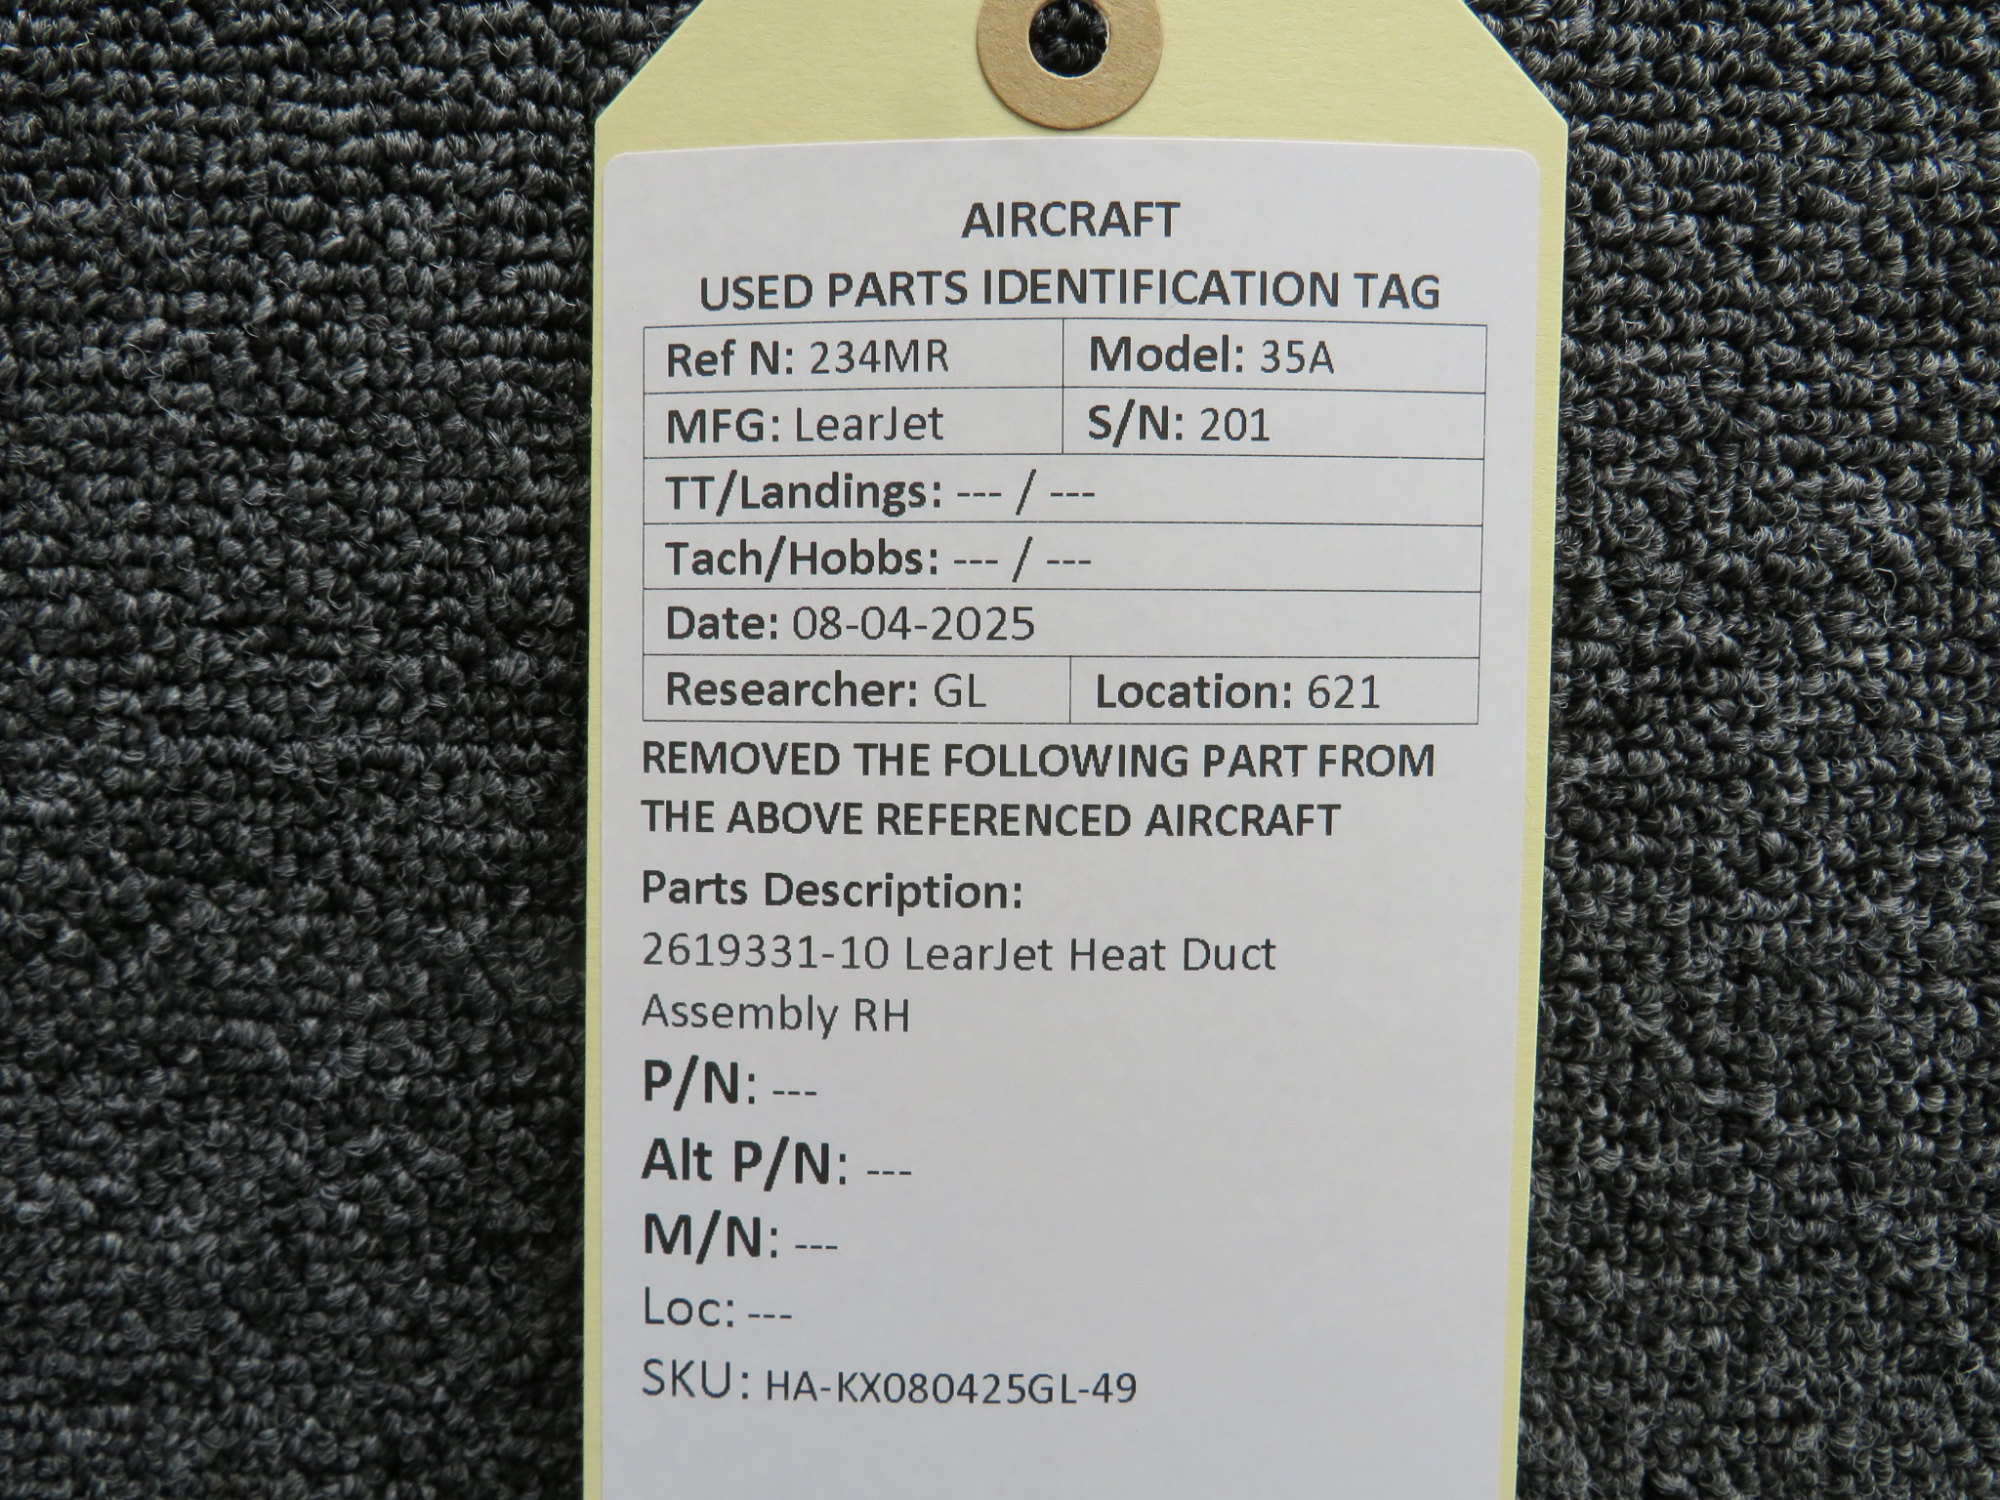 AIRCRAFT
USED PARTS IDENTIFICATION TAG
Ref N: 234MR Model: 35A
MFG: LearJet S/N: 201
TT/Landings: --- / ---
Tach/Hobbs: --- / ---
Date: 08-04-2025
Researcher: GL Location: 621
REMOVED THE FOLLOWING PART FROM
THE ABOVE REFERENCED AIRCRAFT
Parts Description:
2619331-10 LearJet Heat Duct
Assembly RH
P/N: ---
Alt P/N: ---
M/N: ---
Loc: ---
SKU: HA-KX080425GL-49